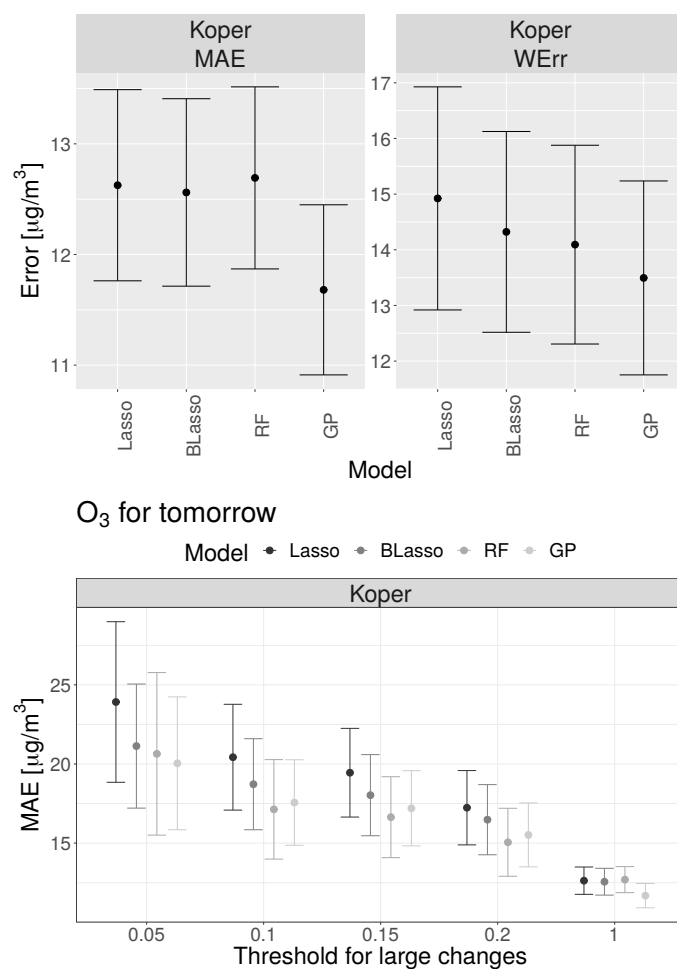 Koper
MAE
Koper
WErr
Error [µg/m³]
13
12
11
17
16
15
14
13
12
Lasso
BLasso
RF
GP
Lasso
BLasso
RF
GP
Model
O₃ for tomorrow
Model Lasso BLasso RF GP
Koper
MAE [µg/m³]
25
20
15
0.05 0.1 0.15 0.2 1
Threshold for large changes